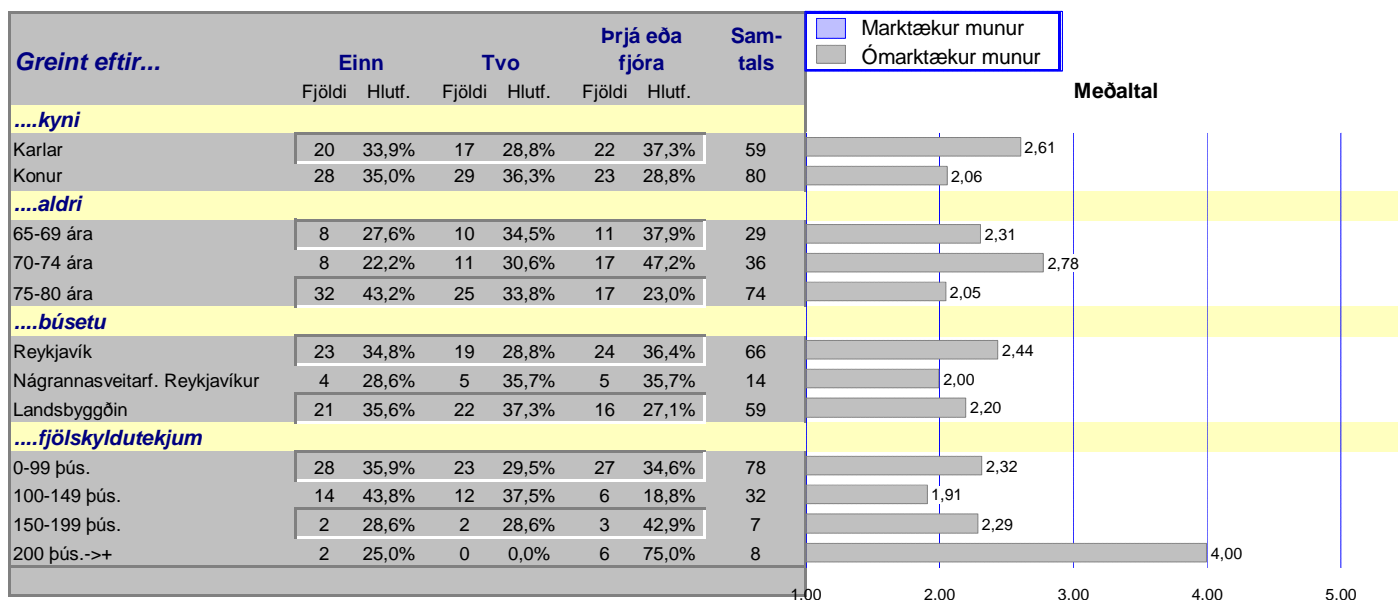 Greint eftir... Einn Tvo Þrjá eða fjóra Sam-tals
Fjöldi Hlutf. Fjöldi Hlutf. Fjöldi Hlutf.
Marktækur munur
Ómarktækur munur
Meðaltal
....kyni
Karlar 20 33,9% 17 28,8% 22 37,3% 59 2,61
Konur 28 35,0% 29 36,3% 23 28,8% 80 2,06
....aldri
65-69 ára 8 27,6% 10 34,5% 11 37,9% 29 2,31
70-74 ára 8 22,2% 11 30,6% 17 47,2% 36 2,78
75-80 ára 32 43,2% 25 33,8% 17 23,0% 74 2,05
....búsetu
Reykjavík 23 34,8% 19 28,8% 24 36,4% 66 2,44
Nágrannasveitarf. Reykjavíkur 4 28,6% 5 35,7% 5 35,7% 14 2,00
Landsbyggðin 21 35,6% 22 37,3% 16 27,1% 59 2,20
....fjölskyldutekjum
0-99 þús. 28 35,9% 23 29,5% 27 34,6% 78 2,32
100-149 þús. 14 43,8% 12 37,5% 6 18,8% 32 1,91
150-199 þús. 2 28,6% 2 28,6% 3 42,9% 7 2,29
200 þús.->+ 2 25,0% 0 0,0% 6 75,0% 8 4,00
1,00 2,00 3,00 4,00 5,00